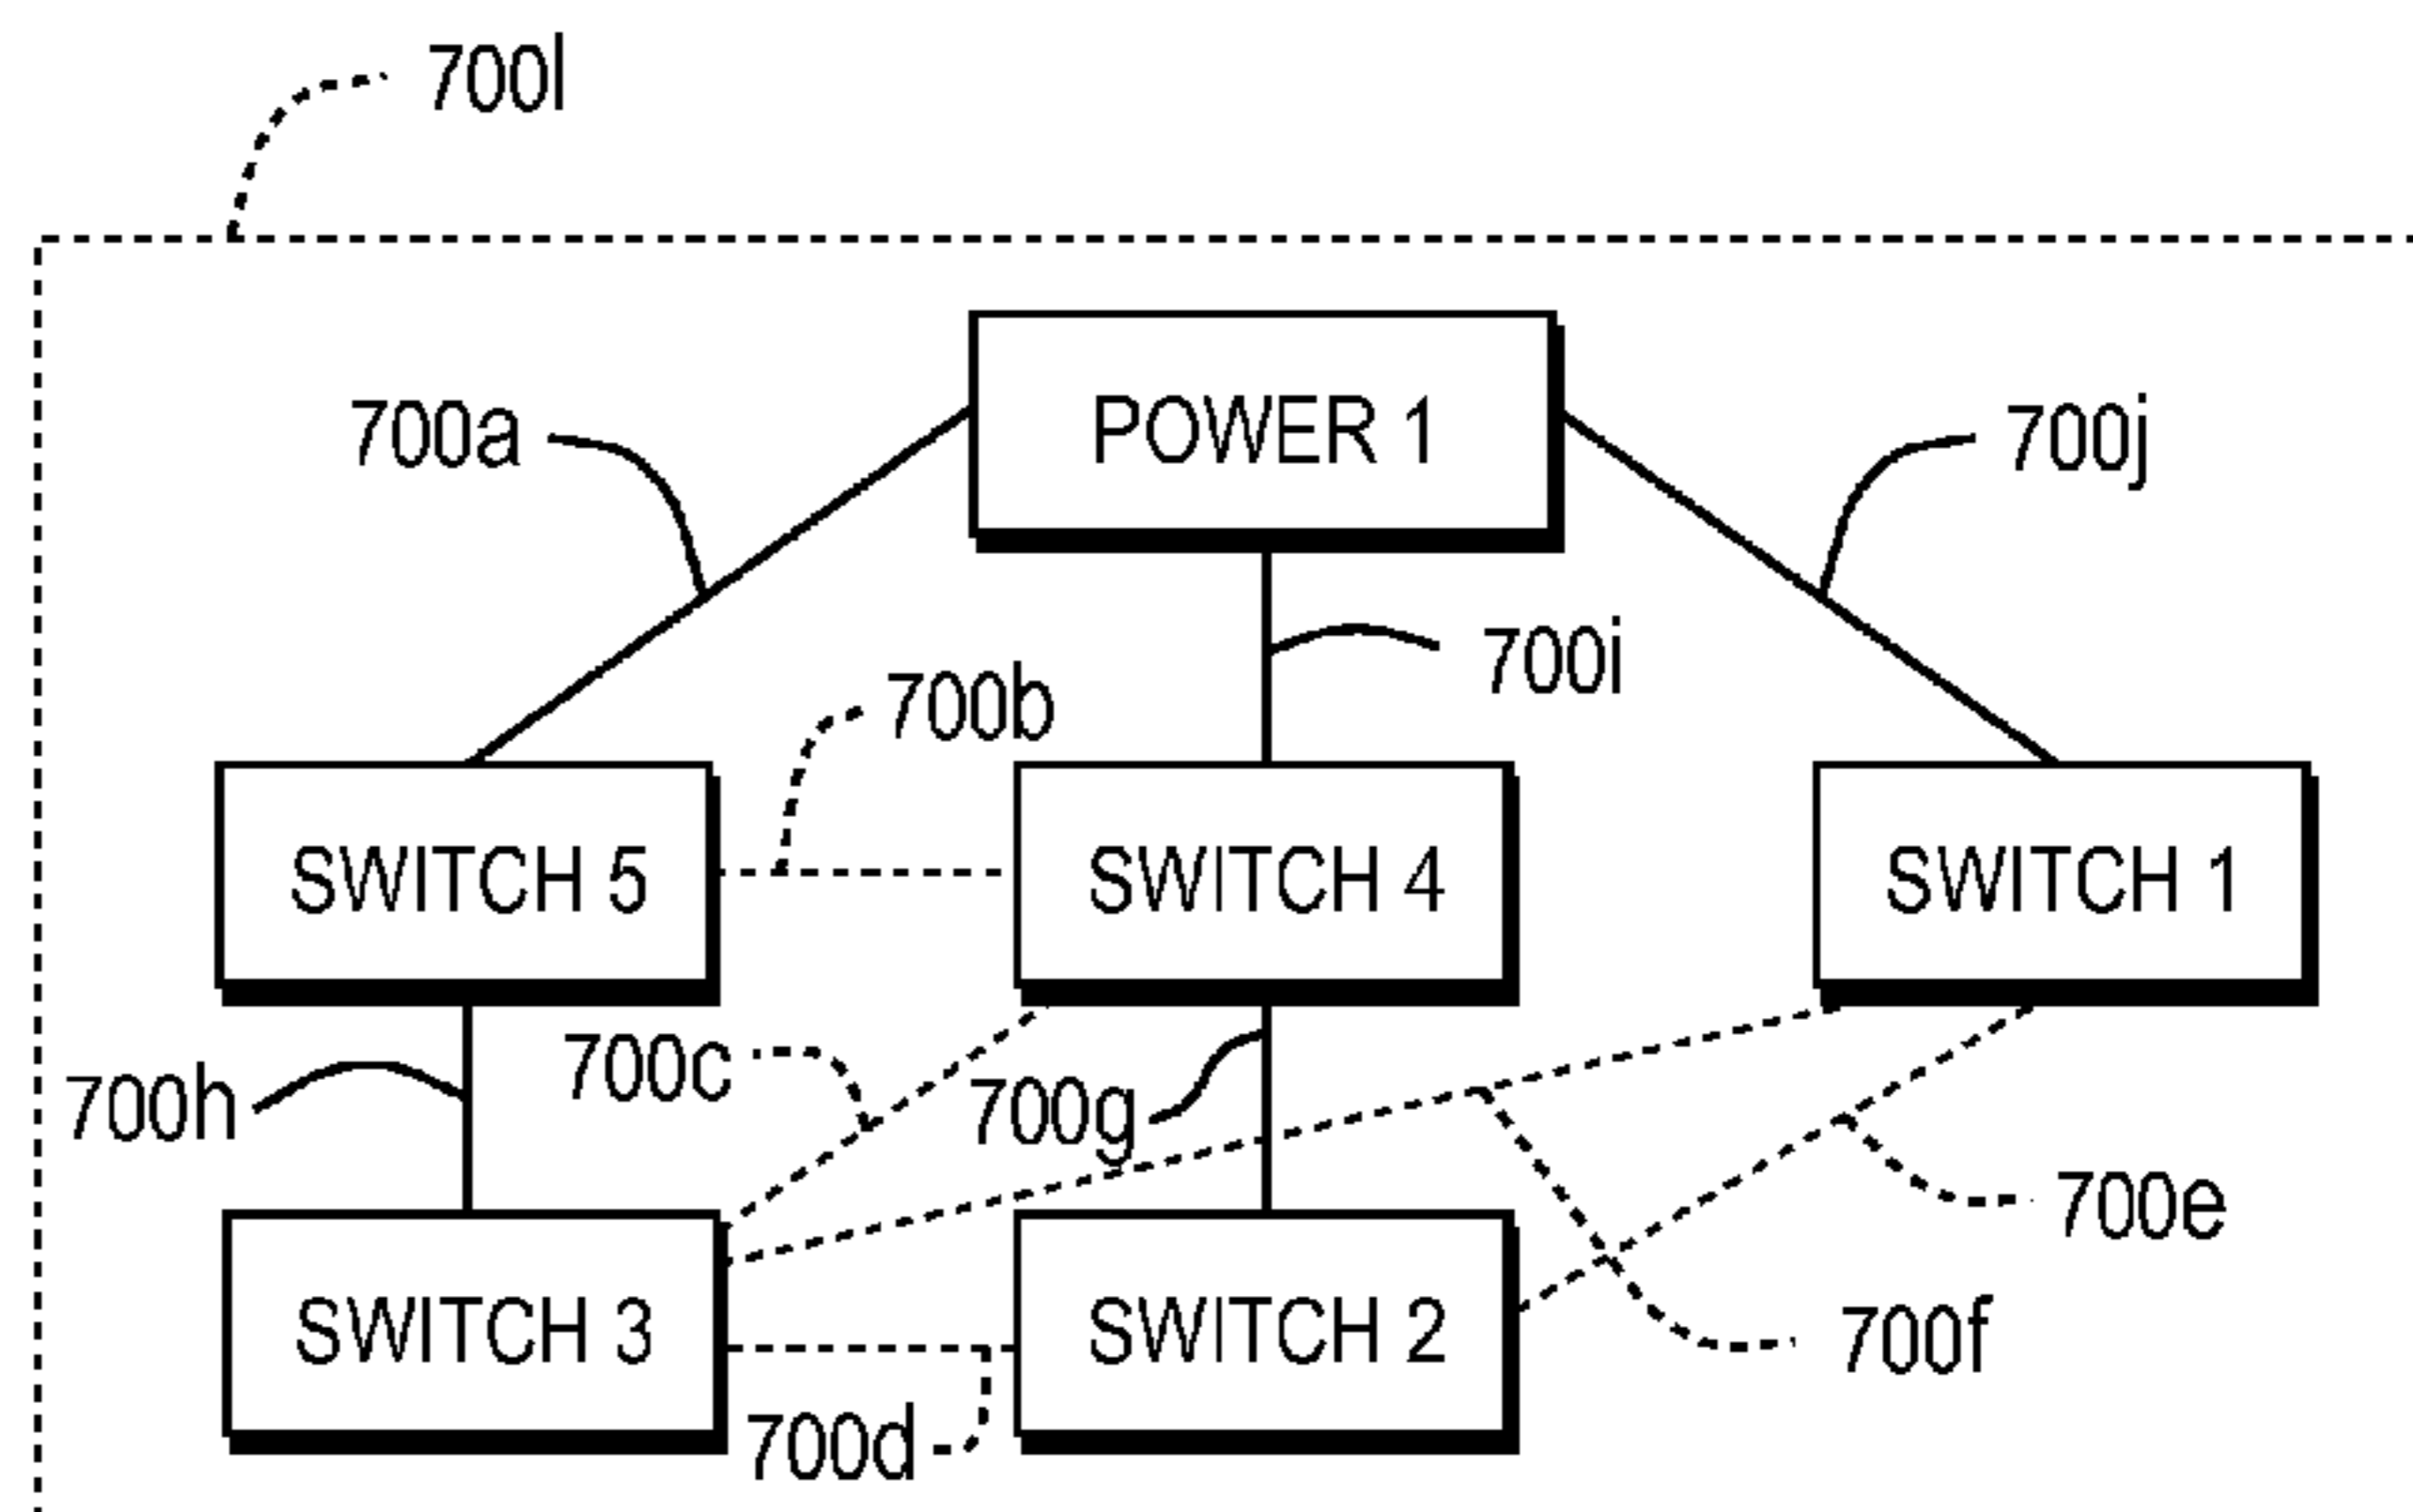 700l
POWER 1
700a
700j
700i
700b
SWITCH 5
SWITCH 4
SWITCH 1
700c
700h
700g
700e
SWITCH 3
SWITCH 2
700f
700d